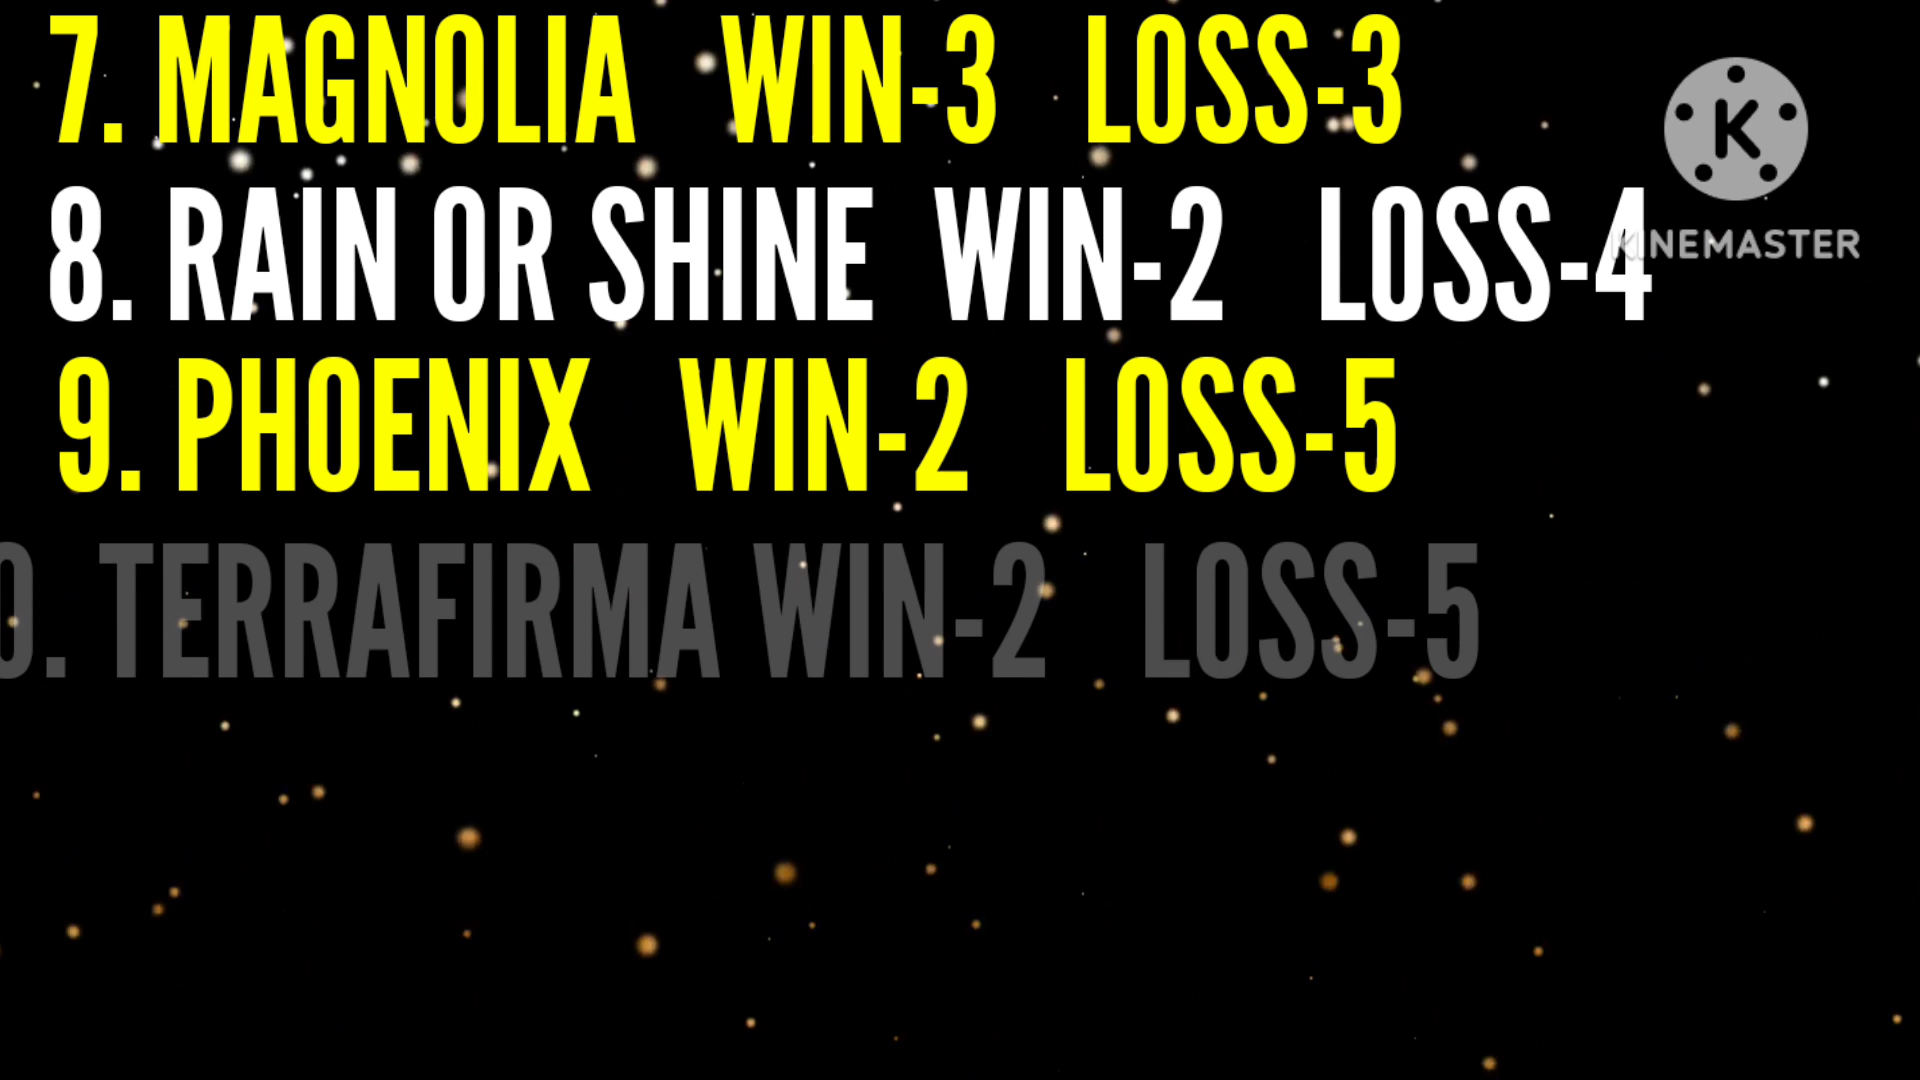 7. MAGNOLIA WIN-3 LOSS-3
8. RAIN OR SHINE WIN-2 LOSS-4
KINEMASTER
9. PHOENIX WIN-2 LOSS-5
0. TERRAFIRMA WIN-2 LOSS-5